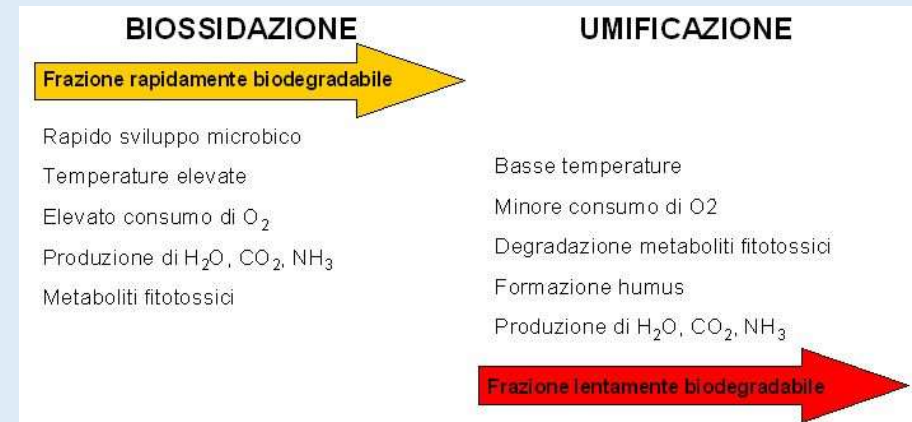 BIOSSIDAZIONE
Frazione rapidamente biodegradabile
Rapido sviluppo microbico
Temperature elevate
Elevato consumo di O₂
Produzione di H₂O, CO₂, NH₃
Metaboliti fitotossici
UMIFICAZIONE
Basse temperature
Minore consumo di O2
Degradazione metaboliti fitotossici
Formazione humus
Produzione di H₂O, CO₂, NH₃
Frazione lentamente biodegradabile